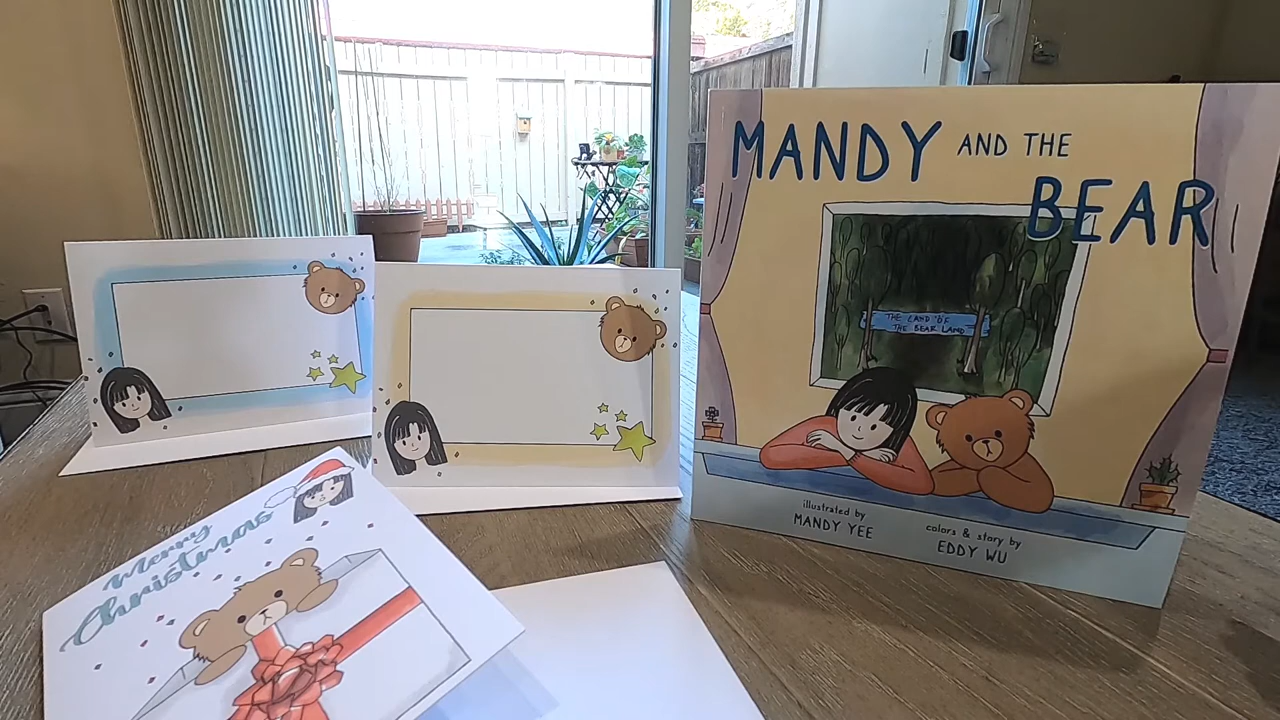 MANDY AND THE
BEAR
THE LAND OF
THE BEAR LAND
illustrated by
MANDY YEE
colors & story by
EDDY WU
Merry
Christmas